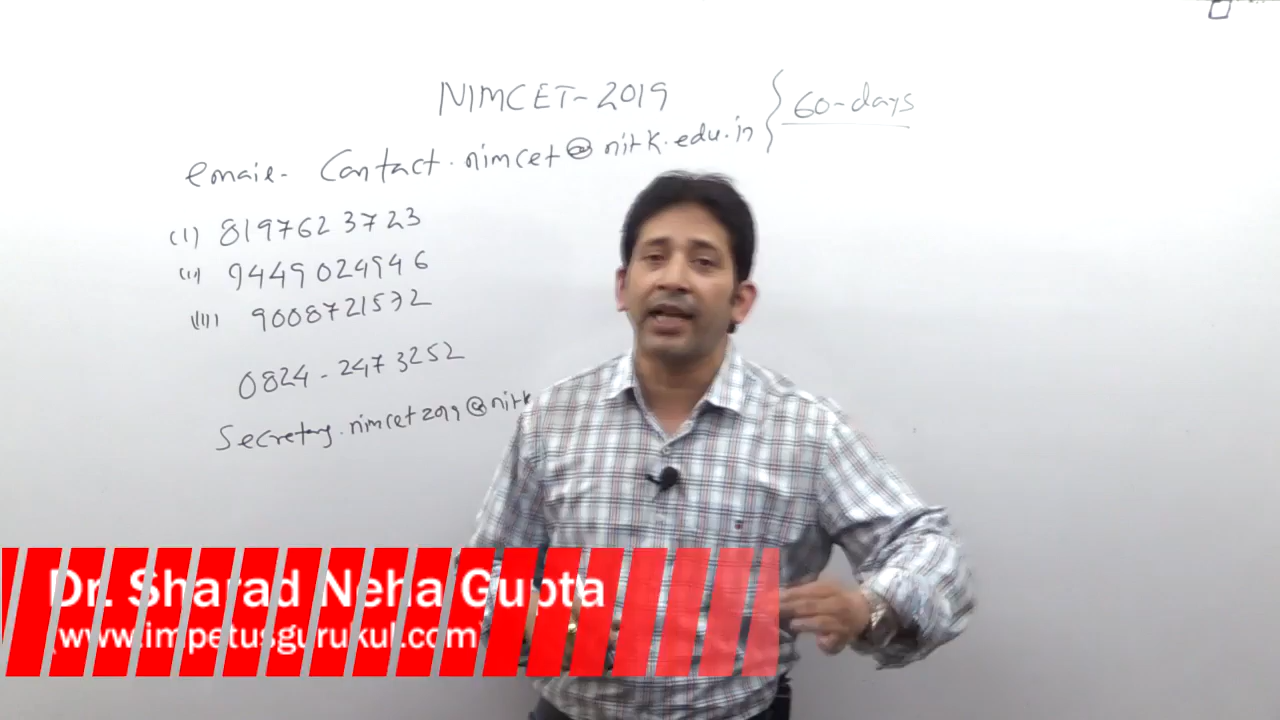 NIMCET-2019 } 60-days
email- Contact.nimcet@nitk.edu.in
(I) 8197623723
(II) 9449024946
(III) 9008721572
0824-2473252
Secretary.nimcet2019@nitk
Dr. Sharad Neha Gupta
(www.impetusgurukul.com)